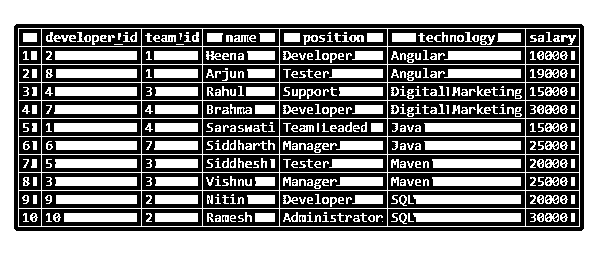 developer_id team_id name position technology salary
1 2 1 Heena Developer Angular 10000
2 8 1 Arjun Tester Angular 19000
3 4 3 Rahul Support Digital Marketing 15000
4 7 4 Brahma Developer Digital Marketing 30000
5 1 4 Saraswati Team Leaded Java 15000
6 6 7 Siddharth Manager Java 25000
7 5 3 Siddhesh Tester Maven 20000
8 3 3 Vishnu Manager Maven 25000
9 9 2 Nitin Developer SQL 20000
10 10 2 Ramesh Administrator SQL 30000